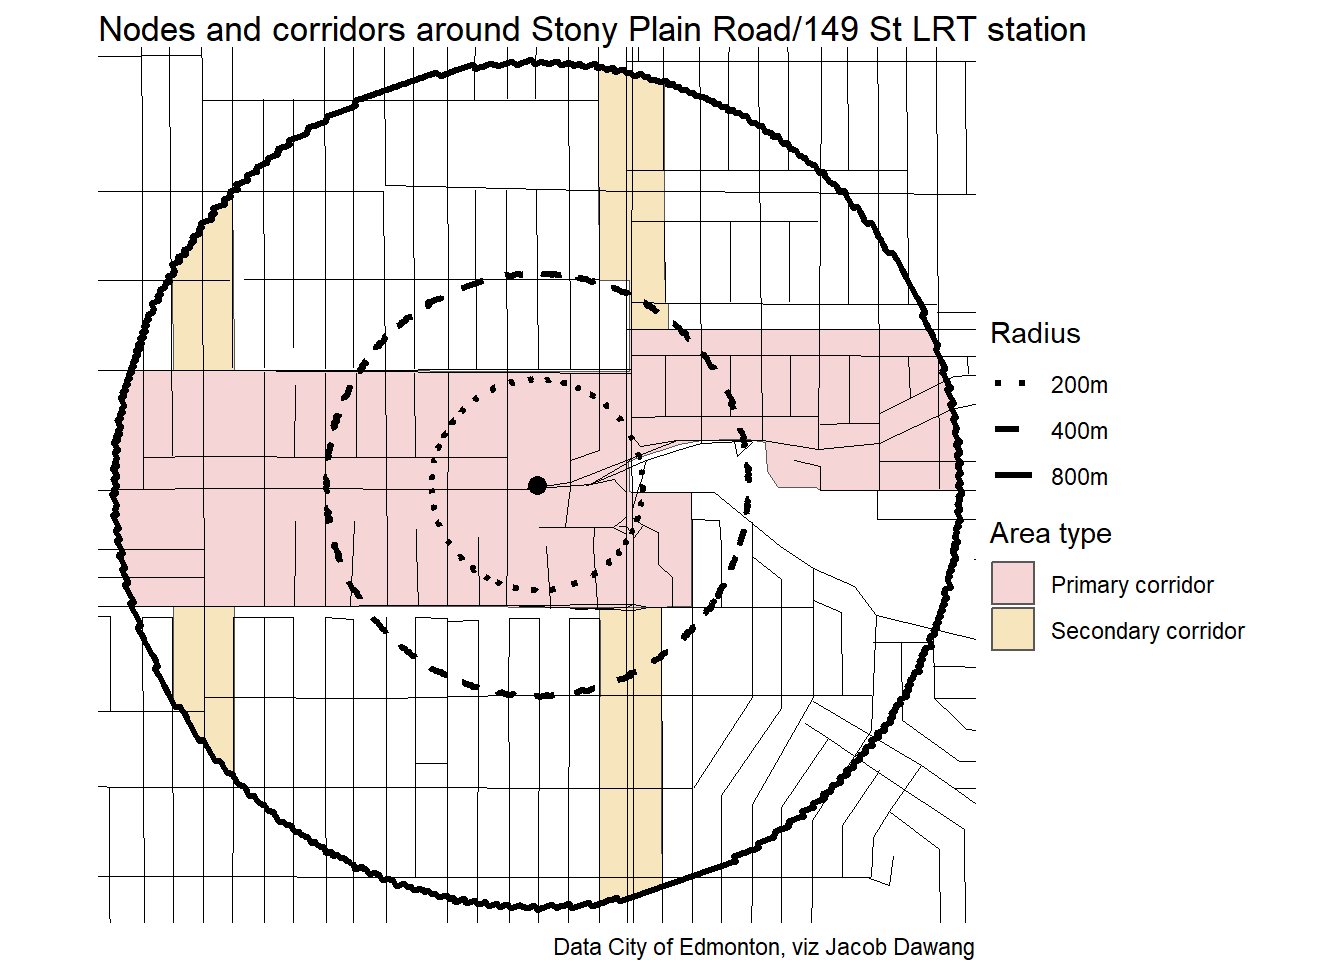 Nodes and corridors around Stony Plain Road/149 St LRT station
Radius
200m
400m
800m
Area type
Primary corridor
Secondary corridor
Data City of Edmonton, viz Jacob Dawang